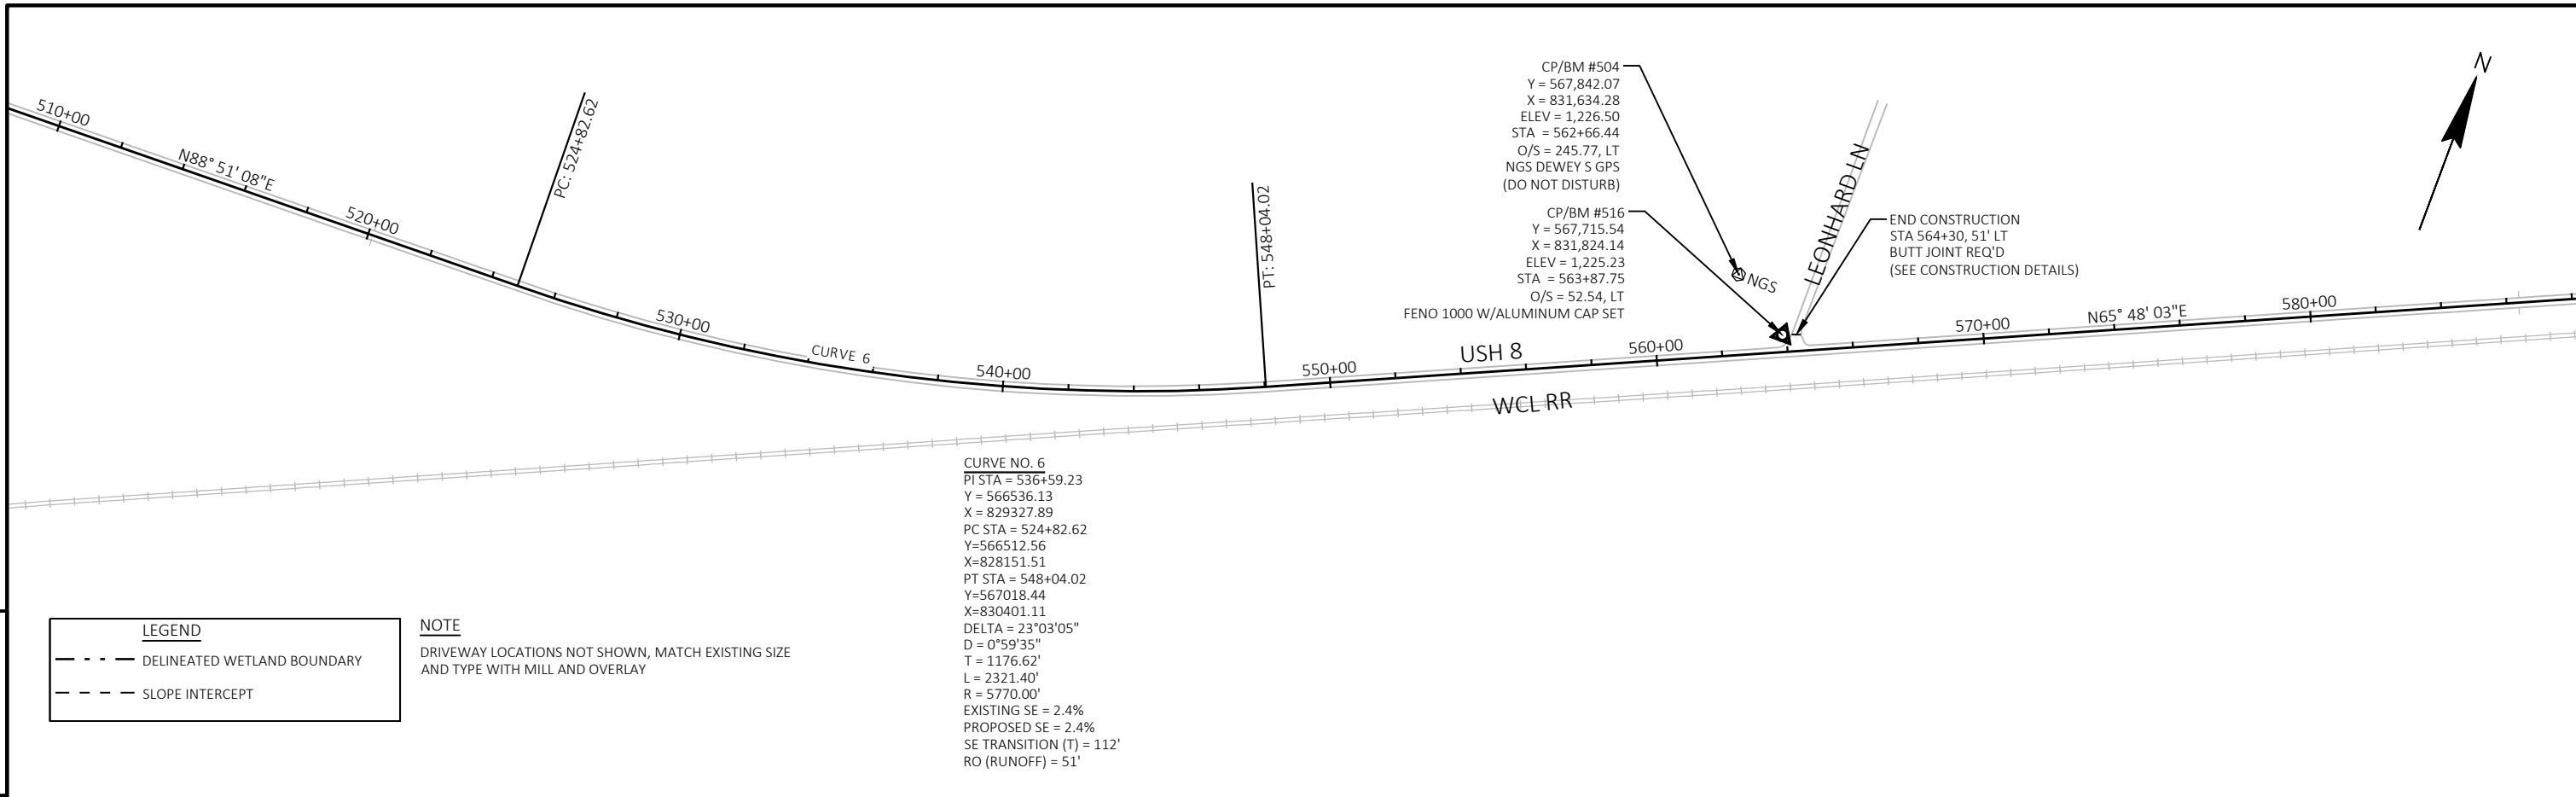 510+00
N88° 51' 08"E
520+00
PC: 524+82.62
530+00
CURVE 6
540+00
PT: 548+04.02
550+00
USH 8
WCL RR
560+00
CP/BM #504
Y = 567,842.07
X = 831,634.28
ELEV = 1,226.50
STA = 562+66.44
O/S = 245.77, LT
NGS DEWEY S GPS
(DO NOT DISTURB)
CP/BM #516
Y = 567,715.54
X = 831,824.14
ELEV = 1,225.23
STA = 563+87.75
O/S = 52.54, LT
FENO 1000 W/ALUMINUM CAP SET
NGS
LEONHARD LN
END CONSTRUCTION
STA 564+30, 51' LT
BUTT JOINT REQ'D
(SEE CONSTRUCTION DETAILS)
570+00
N65° 48' 03"E
580+00
N
CURVE NO. 6
PI STA = 536+59.23
Y = 566536.13
X = 829327.89
PC STA = 524+82.62
Y=566512.56
X=828151.51
PT STA = 548+04.02
Y=567018.44
X=830401.11
DELTA = 23°03'05"
D = 0°59'35"
T = 1176.62'
L = 2321.40'
R = 5770.00'
EXISTING SE = 2.4%
PROPOSED SE = 2.4%
SE TRANSITION (T) = 112'
RO (RUNOFF) = 51'
LEGEND
DELINEATED WETLAND BOUNDARY
SLOPE INTERCEPT
NOTE
DRIVEWAY LOCATIONS NOT SHOWN, MATCH EXISTING SIZE
AND TYPE WITH MILL AND OVERLAY